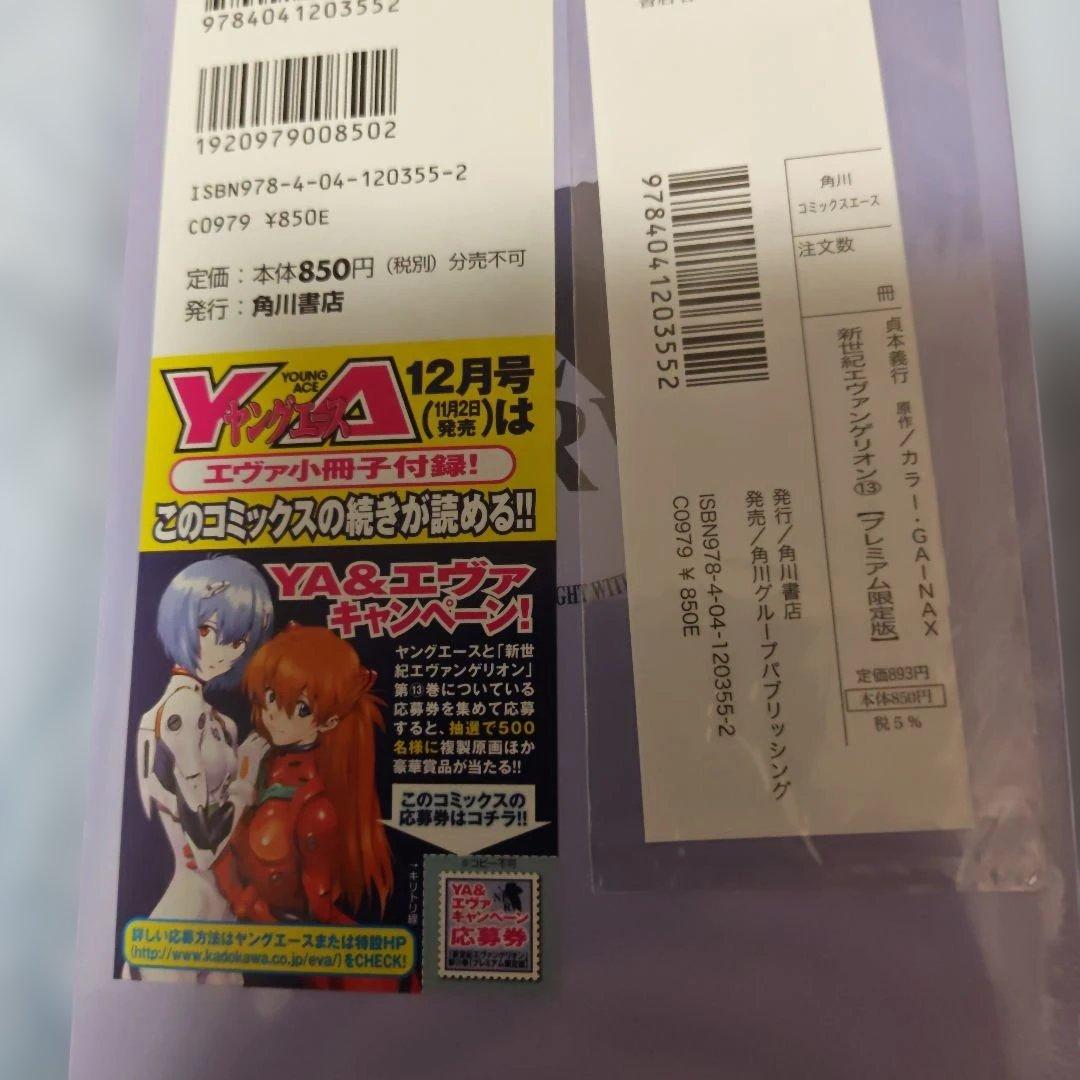 9784041203552
1920979008502
ISBN978-4-04-120355-2
C0979 ¥850E
定価：本体850円（税別）分売不可
発行：角川書店
YOUNG ACE
YA
ヤングエース
12月号
(11月2日発売)は
エヴァ小冊子付録!
このコミックスの続きが読める!!
YA&エヴァ
キャンペーン!
ヤングエースと「新世
紀エヴァンゲリオン」
第⑬巻についている
応募券を集めて応募
すると、抽選で500
名様に複製原画ほか
豪華賞品が当たる!!
このコミックスの
応募券はコチラ!!
※コピー不可
→キリトリ線
YA&
エヴァ
キャンペーン
応募券
詳しい応募方法はヤングエースまたは特設HP
(http://www.kadokawa.co.jp/eva/)をCHECK!
角川
コミックスエース
注文数
冊
貞本義行 原作/カラー・GAINAX
新世紀エヴァンゲリオン⑬【プレミアム限定版】
定価893円
本体850円
税5%
9784041203552
発行/角川書店
発売/角川グループパブリッシング
ISBN978-4-04-120355-2
C0979 ¥850E